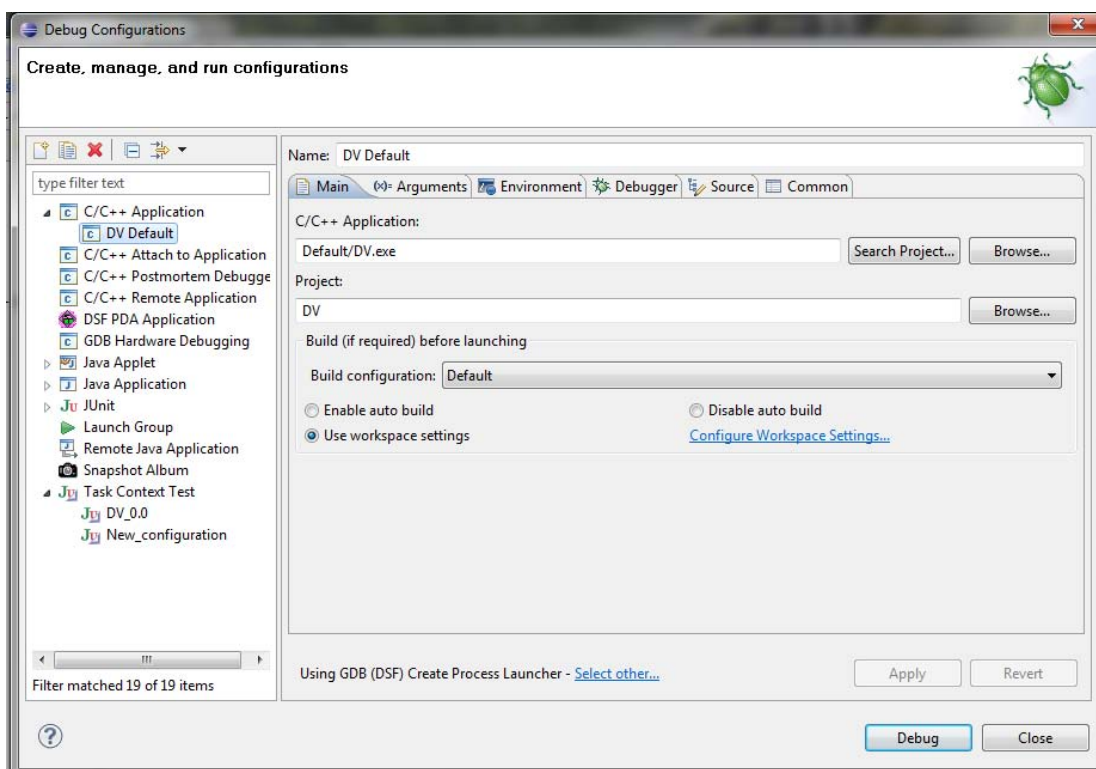 Debug Configurations
Create, manage, and run configurations
type filter text
C/C++ Application
DV Default
C/C++ Attach to Application
C/C++ Postmortem Debugge
C/C++ Remote Application
DSF PDA Application
GDB Hardware Debugging
Java Applet
Java Application
Ju JUnit
Launch Group
Remote Java Application
Snapshot Album
Task Context Test
DV_0.0
New_configuration
Filter matched 19 of 19 items
Name: DV Default
Main (x)= Arguments Environment Debugger Source Common
C/C++ Application:
Default/DV.exe Search Project... Browse...
Project:
DV Browse...
Build (if required) before launching
Build configuration: Default
Enable auto build Disable auto build
Use workspace settings Configure Workspace Settings...
Using GDB (DSF) Create Process Launcher - Select other... Apply Revert
? Debug Close